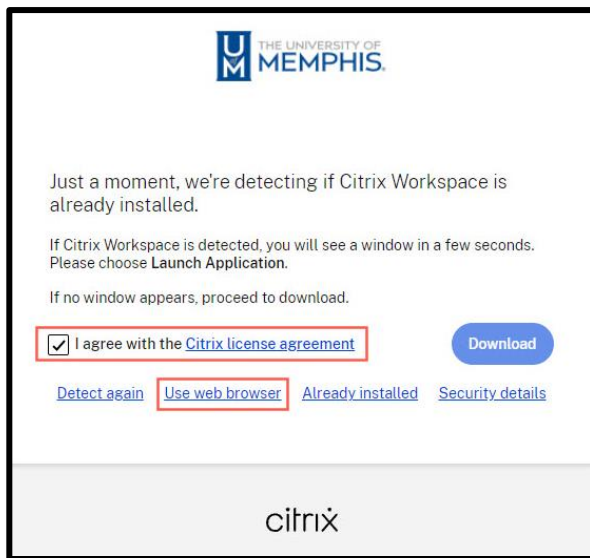 UM
THE UNIVERSITY OF
MEMPHIS.
Just a moment, we're detecting if Citrix Workspace is
already installed.
If Citrix Workspace is detected, you will see a window in a few seconds.
Please choose Launch Application.
If no window appears, proceed to download.
I agree with the Citrix license agreement
Download
Detect again Use web browser Already installed Security details
citrix